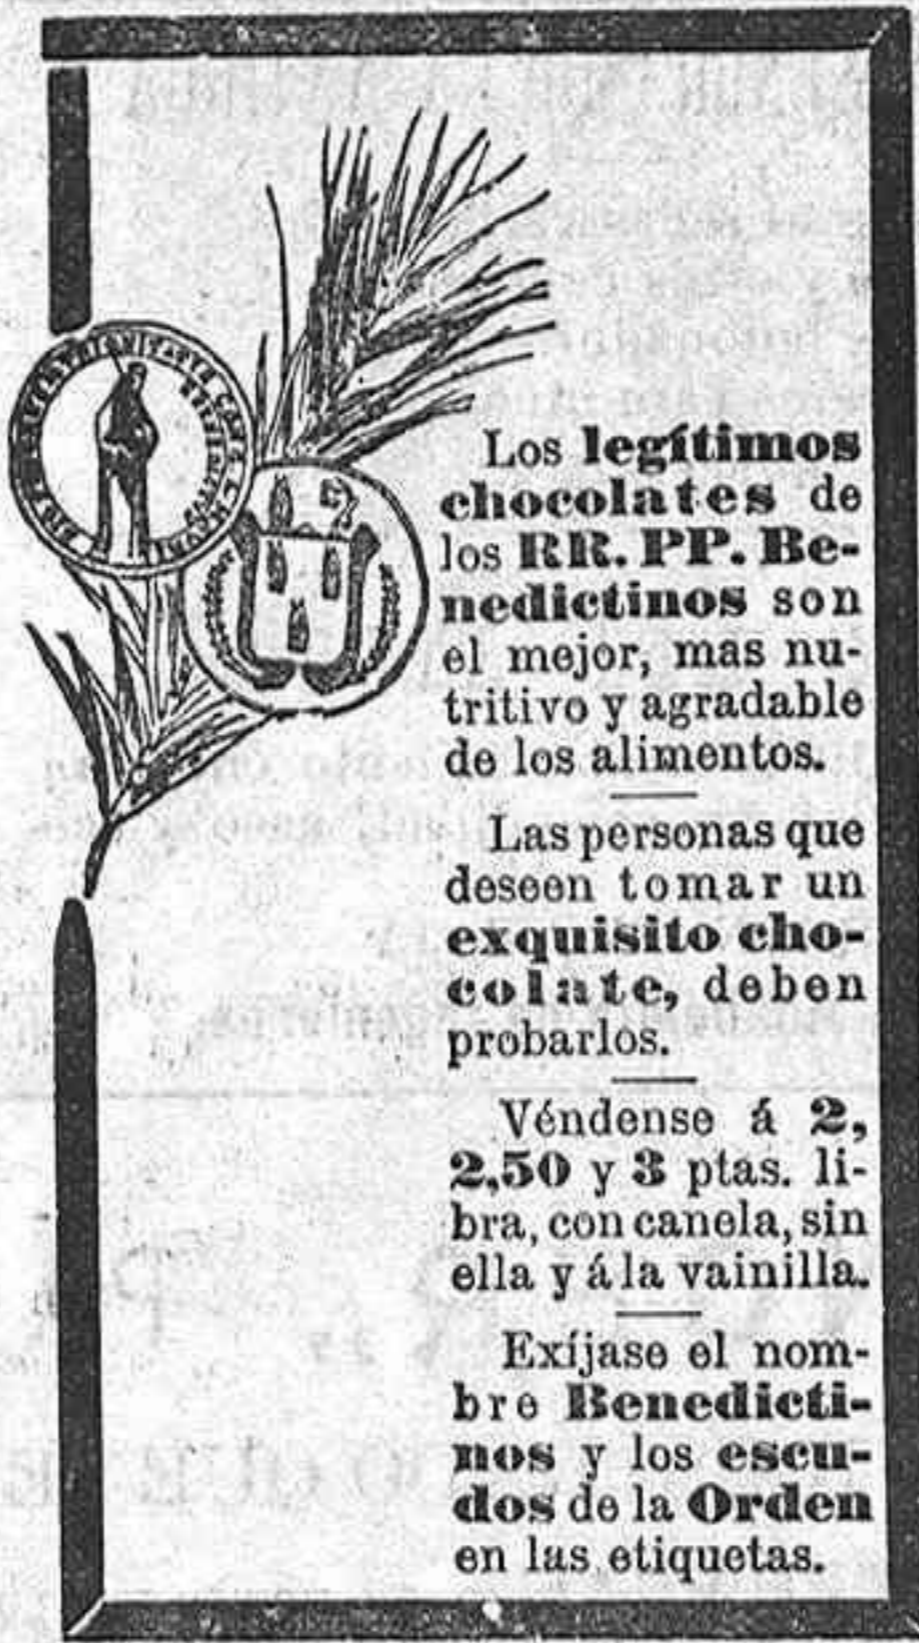 Los legítimos
chocolates de
los RR. PP. Be-
nedictinos son
el mejor, mas nu-
tritivo y agradable
de los alimentos.
Las personas que
deseen tomar un
exquisito cho-
colate, deben
probarlos.
Véndense á 2,
2,50 y 3 ptas. li-
bra, con canela, sin
ella y á la vainilla.
Exíjase el nom-
bre Benedicti-
nos y los escu-
dos de la Orden
en las etiquetas.